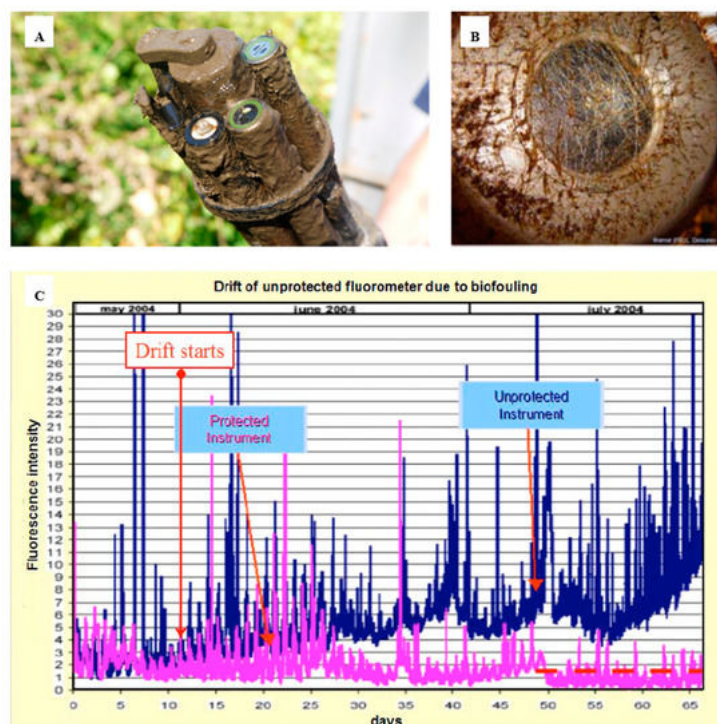 A
B
C
Drift of unprotected fluorometer due to biofouling
may 2004
june 2004
july 2004
Drift starts
Protected
Instrument
Unprotected
Instrument
Fluorescence intensity
30
29
28
27
26
25
24
23
22
21
20
19
18
17
16
15
14
13
12
11
10
9
8
7
6
5
4
3
2
1
0
0 5 10 15 20 25 30 35 40 45 50 55 60 65
days